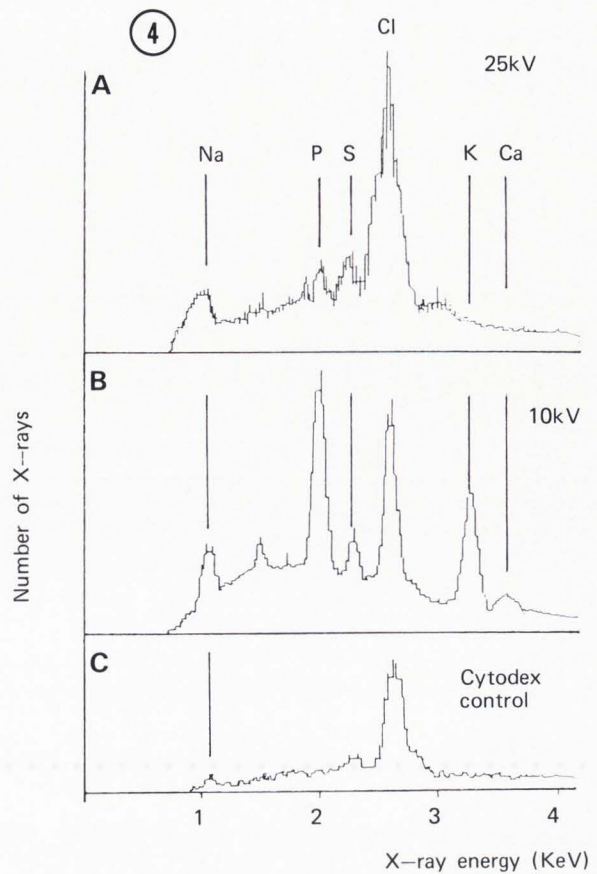 4
Cl
A
25kV
Na
P
S
K
Ca
B
10kV
Number of X—rays
C
Cytodex
control
1
2
3
4
X—ray energy (KeV)